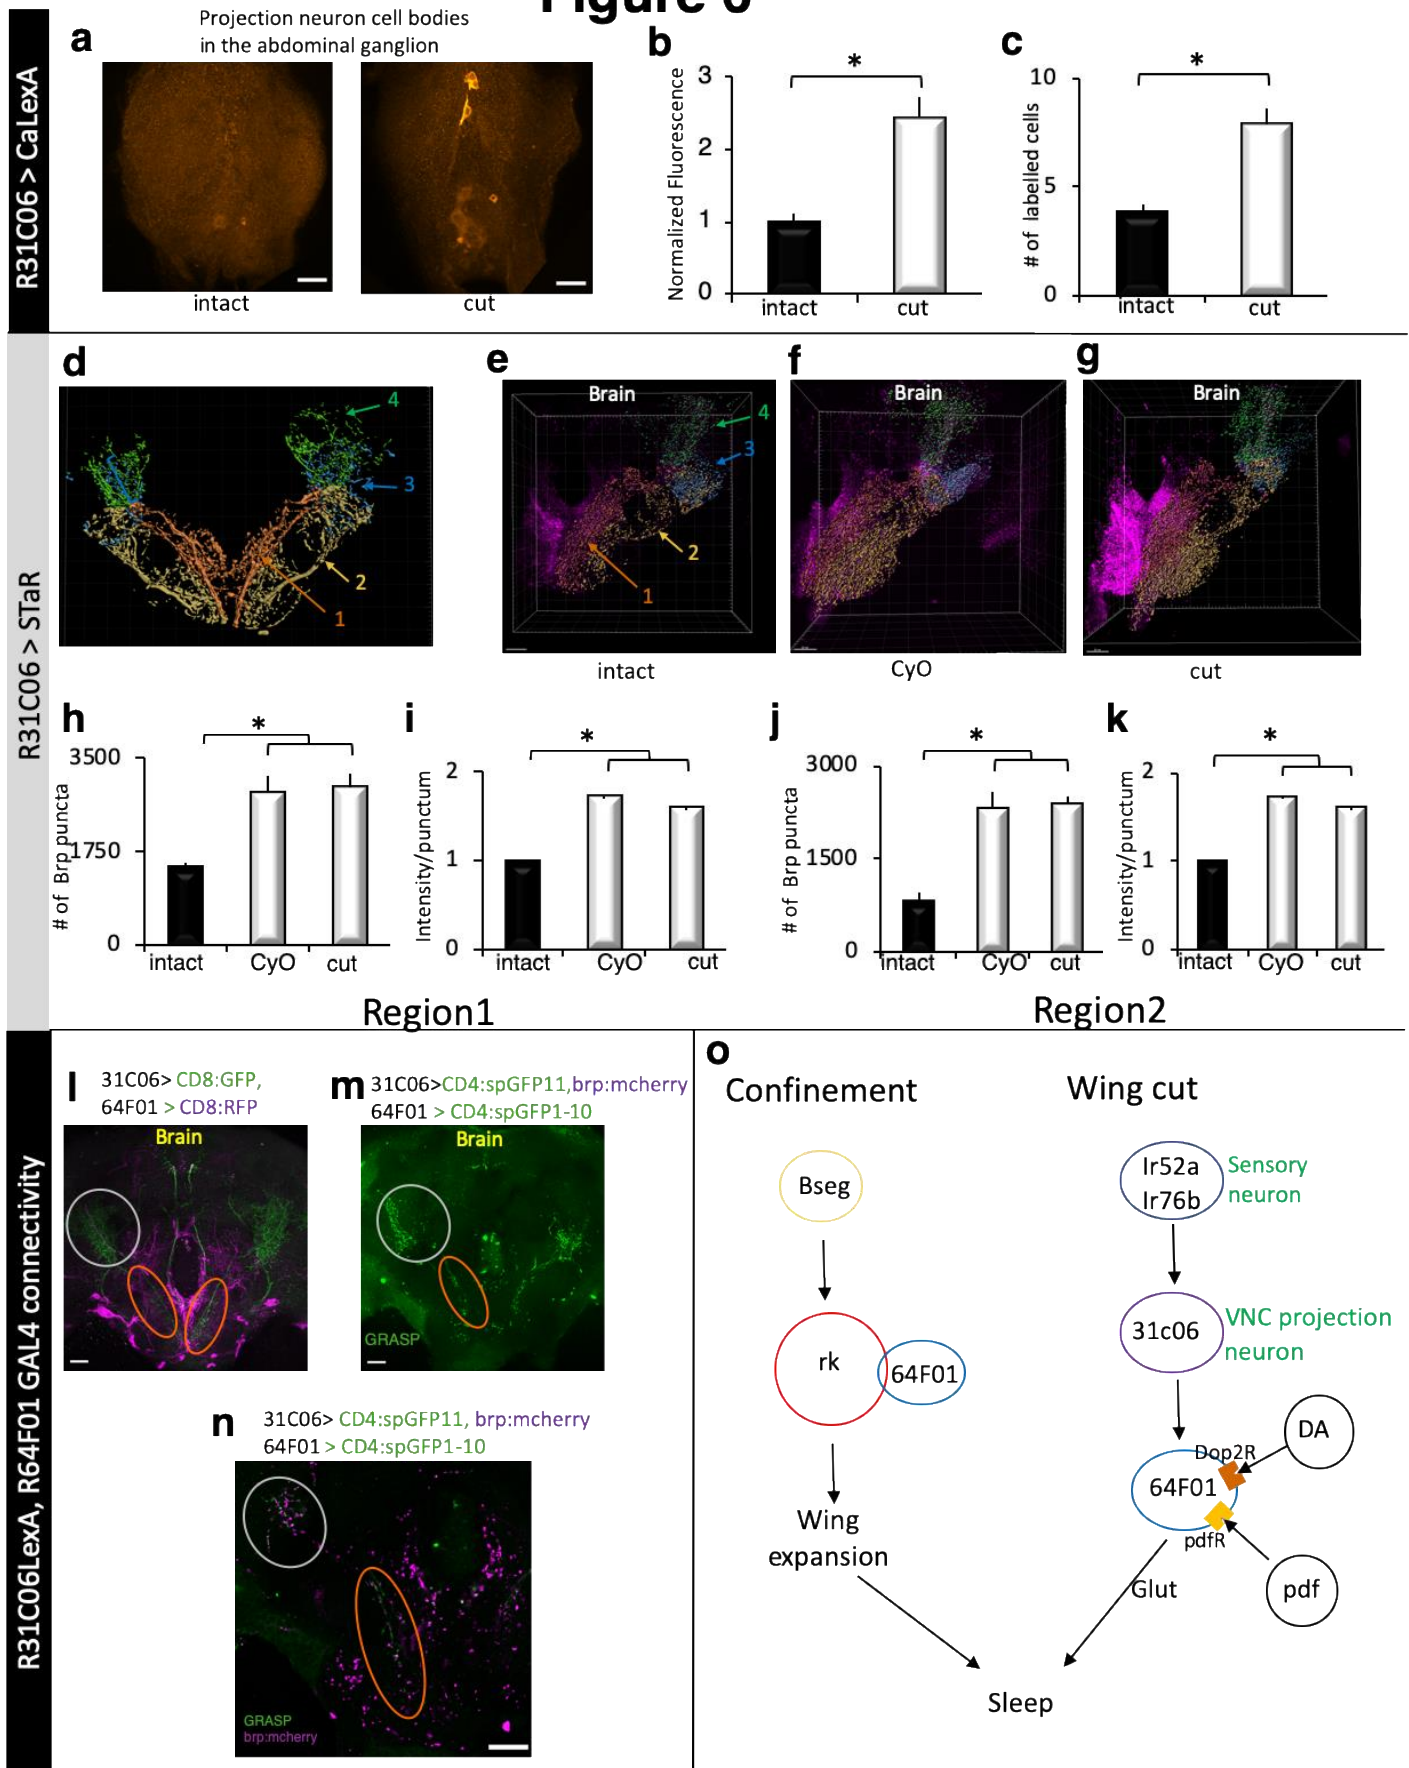 Figure 6
R31C06 > CaLexA
a
Projection neuron cell bodies
in the abdominal ganglion
intact
cut
b
Normalized Fluorescence
3
2
1
0
*
intact
cut
c
# of labelled cells
10
5
0
*
intact
cut
R31C06 > STaR
d
4
3
2
1
e
Brain
4
3
2
1
intact
f
Brain
CyO
g
Brain
cut
h
# of Brp puncta
3500
1750
0
*
intact
CyO
cut
i
Intensity/punctum
2
1
0
*
intact
CyO
cut
Region1
j
# of Brp puncta
3000
1500
0
*
intact
CyO
cut
k
Intensity/punctum
2
1
0
*
intact
CyO
cut
Region2
R31C06LexA, R64F01 GAL4 connectivity
l
31C06> CD8:GFP,
64F01 > CD8:RFP
Brain
m
31C06>CD4:spGFP11,brp:mcherry
64F01 > CD4:spGFP1-10
Brain
GRASP
n
31C06> CD4:spGFP11, brp:mcherry
64F01 > CD4:spGFP1-10
GRASP
brp:mcherry
o
Confinement
Bseg
rk
64F01
Wing
expansion
Wing cut
Ir52a
Ir76b
Sensory
neuron
31c06
VNC projection
neuron
DA
Dop2R
64F01
pdfR
pdf
Glut
Sleep